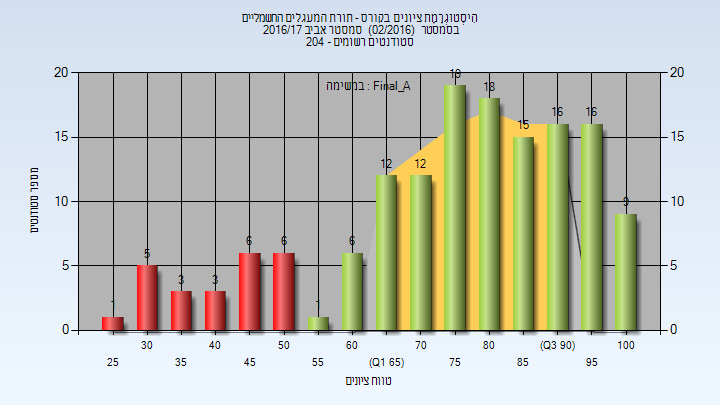 היסטוגרמת ציונים בקורס - תורת המעגלים החשמליים
בסמסטר (02/2016) סמסטר אביב 2016/17
סטודנטים רשומים - 204
במשימה : Final_A
מספר סטודנטים
20 20
15 15
10 10
5 5
0 0
1 5 3 3 6 6 1 6 12 12 19 18 15 16 16 9
30 40 50 60 70 80 (Q3 90) 100
25 35 45 55 (Q1 65) 75 85 95
טווח ציונים